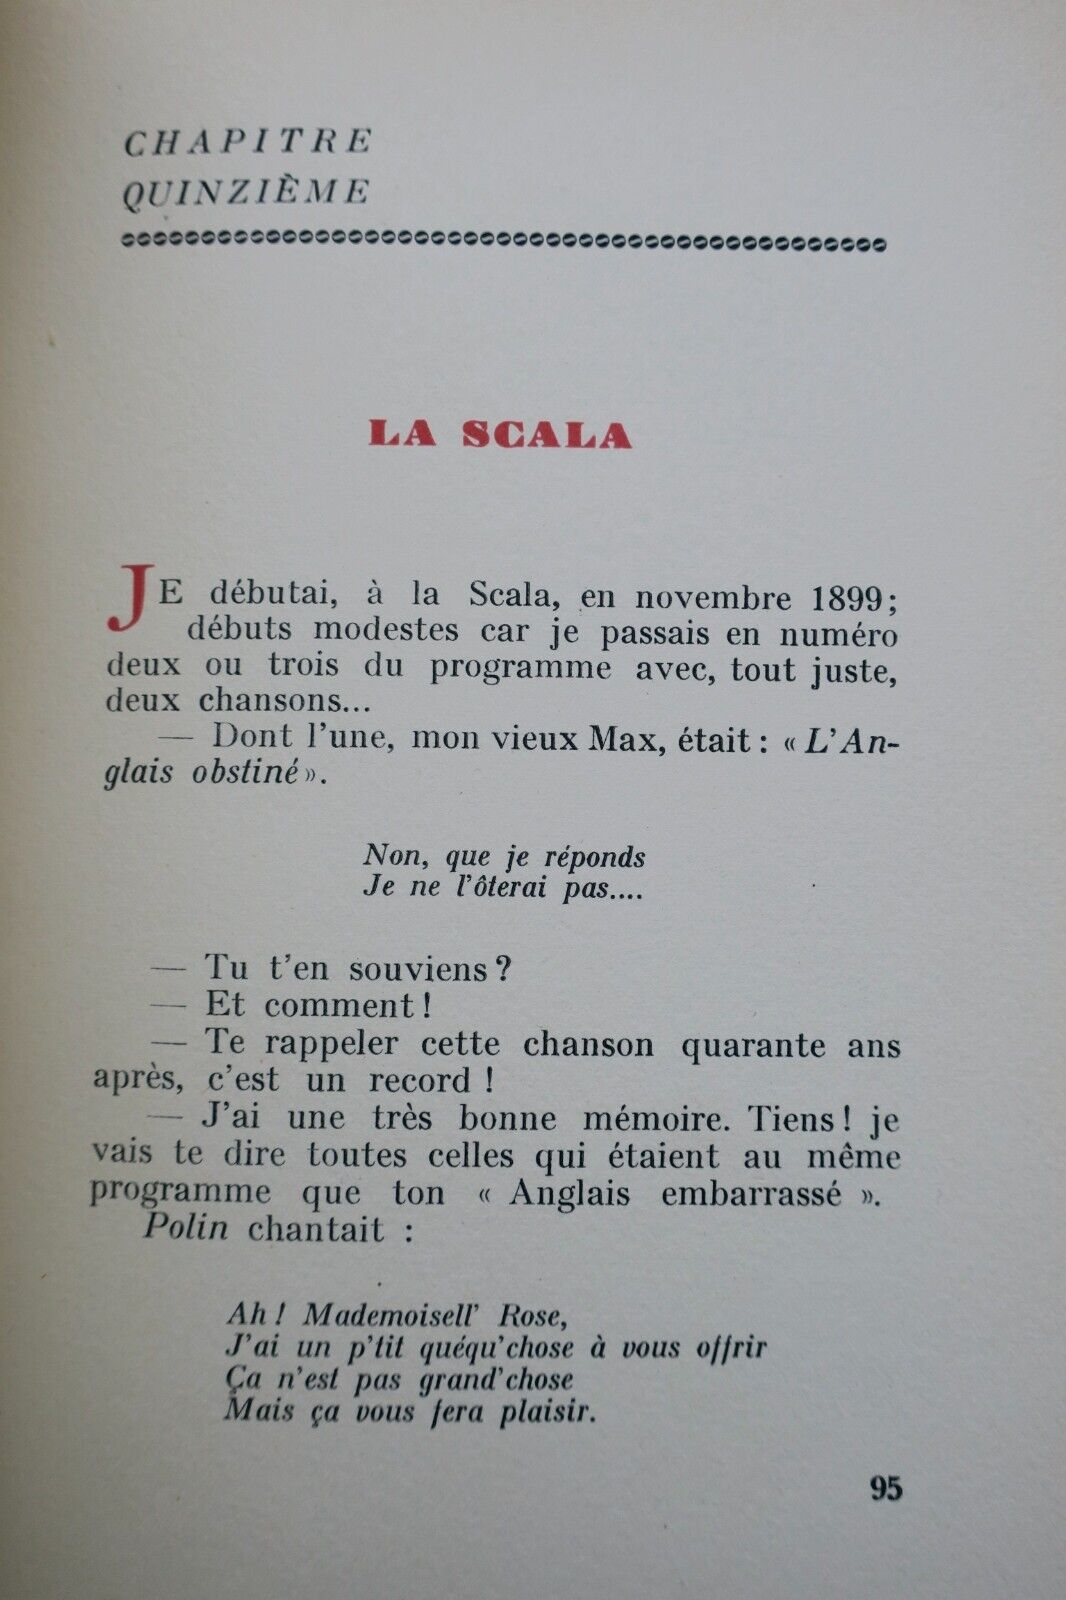 CHAPITRE
QUINZIÈME
LA SCALA
JE débutai, à la Scala, en novembre 1899;
débuts modestes car je passais en numéro
deux ou trois du programme avec, tout juste,
deux chansons...
— Dont l'une, mon vieux Max, était : « L'An-
glais obstiné ».
Non, que je réponds
Je ne l'ôterai pas....
— Tu t'en souviens ?
— Et comment !
— Te rappeler cette chanson quarante ans
après, c'est un record !
— J'ai une très bonne mémoire. Tiens ! je
vais te dire toutes celles qui étaient au même
programme que ton « Anglais embarrassé ».
Polin chantait :
Ah ! Mademoisell' Rose,
J'ai un p'tit quéqu'chose à vous offrir
Ça n'est pas grand'chose
Mais ça vous fera plaisir.
95